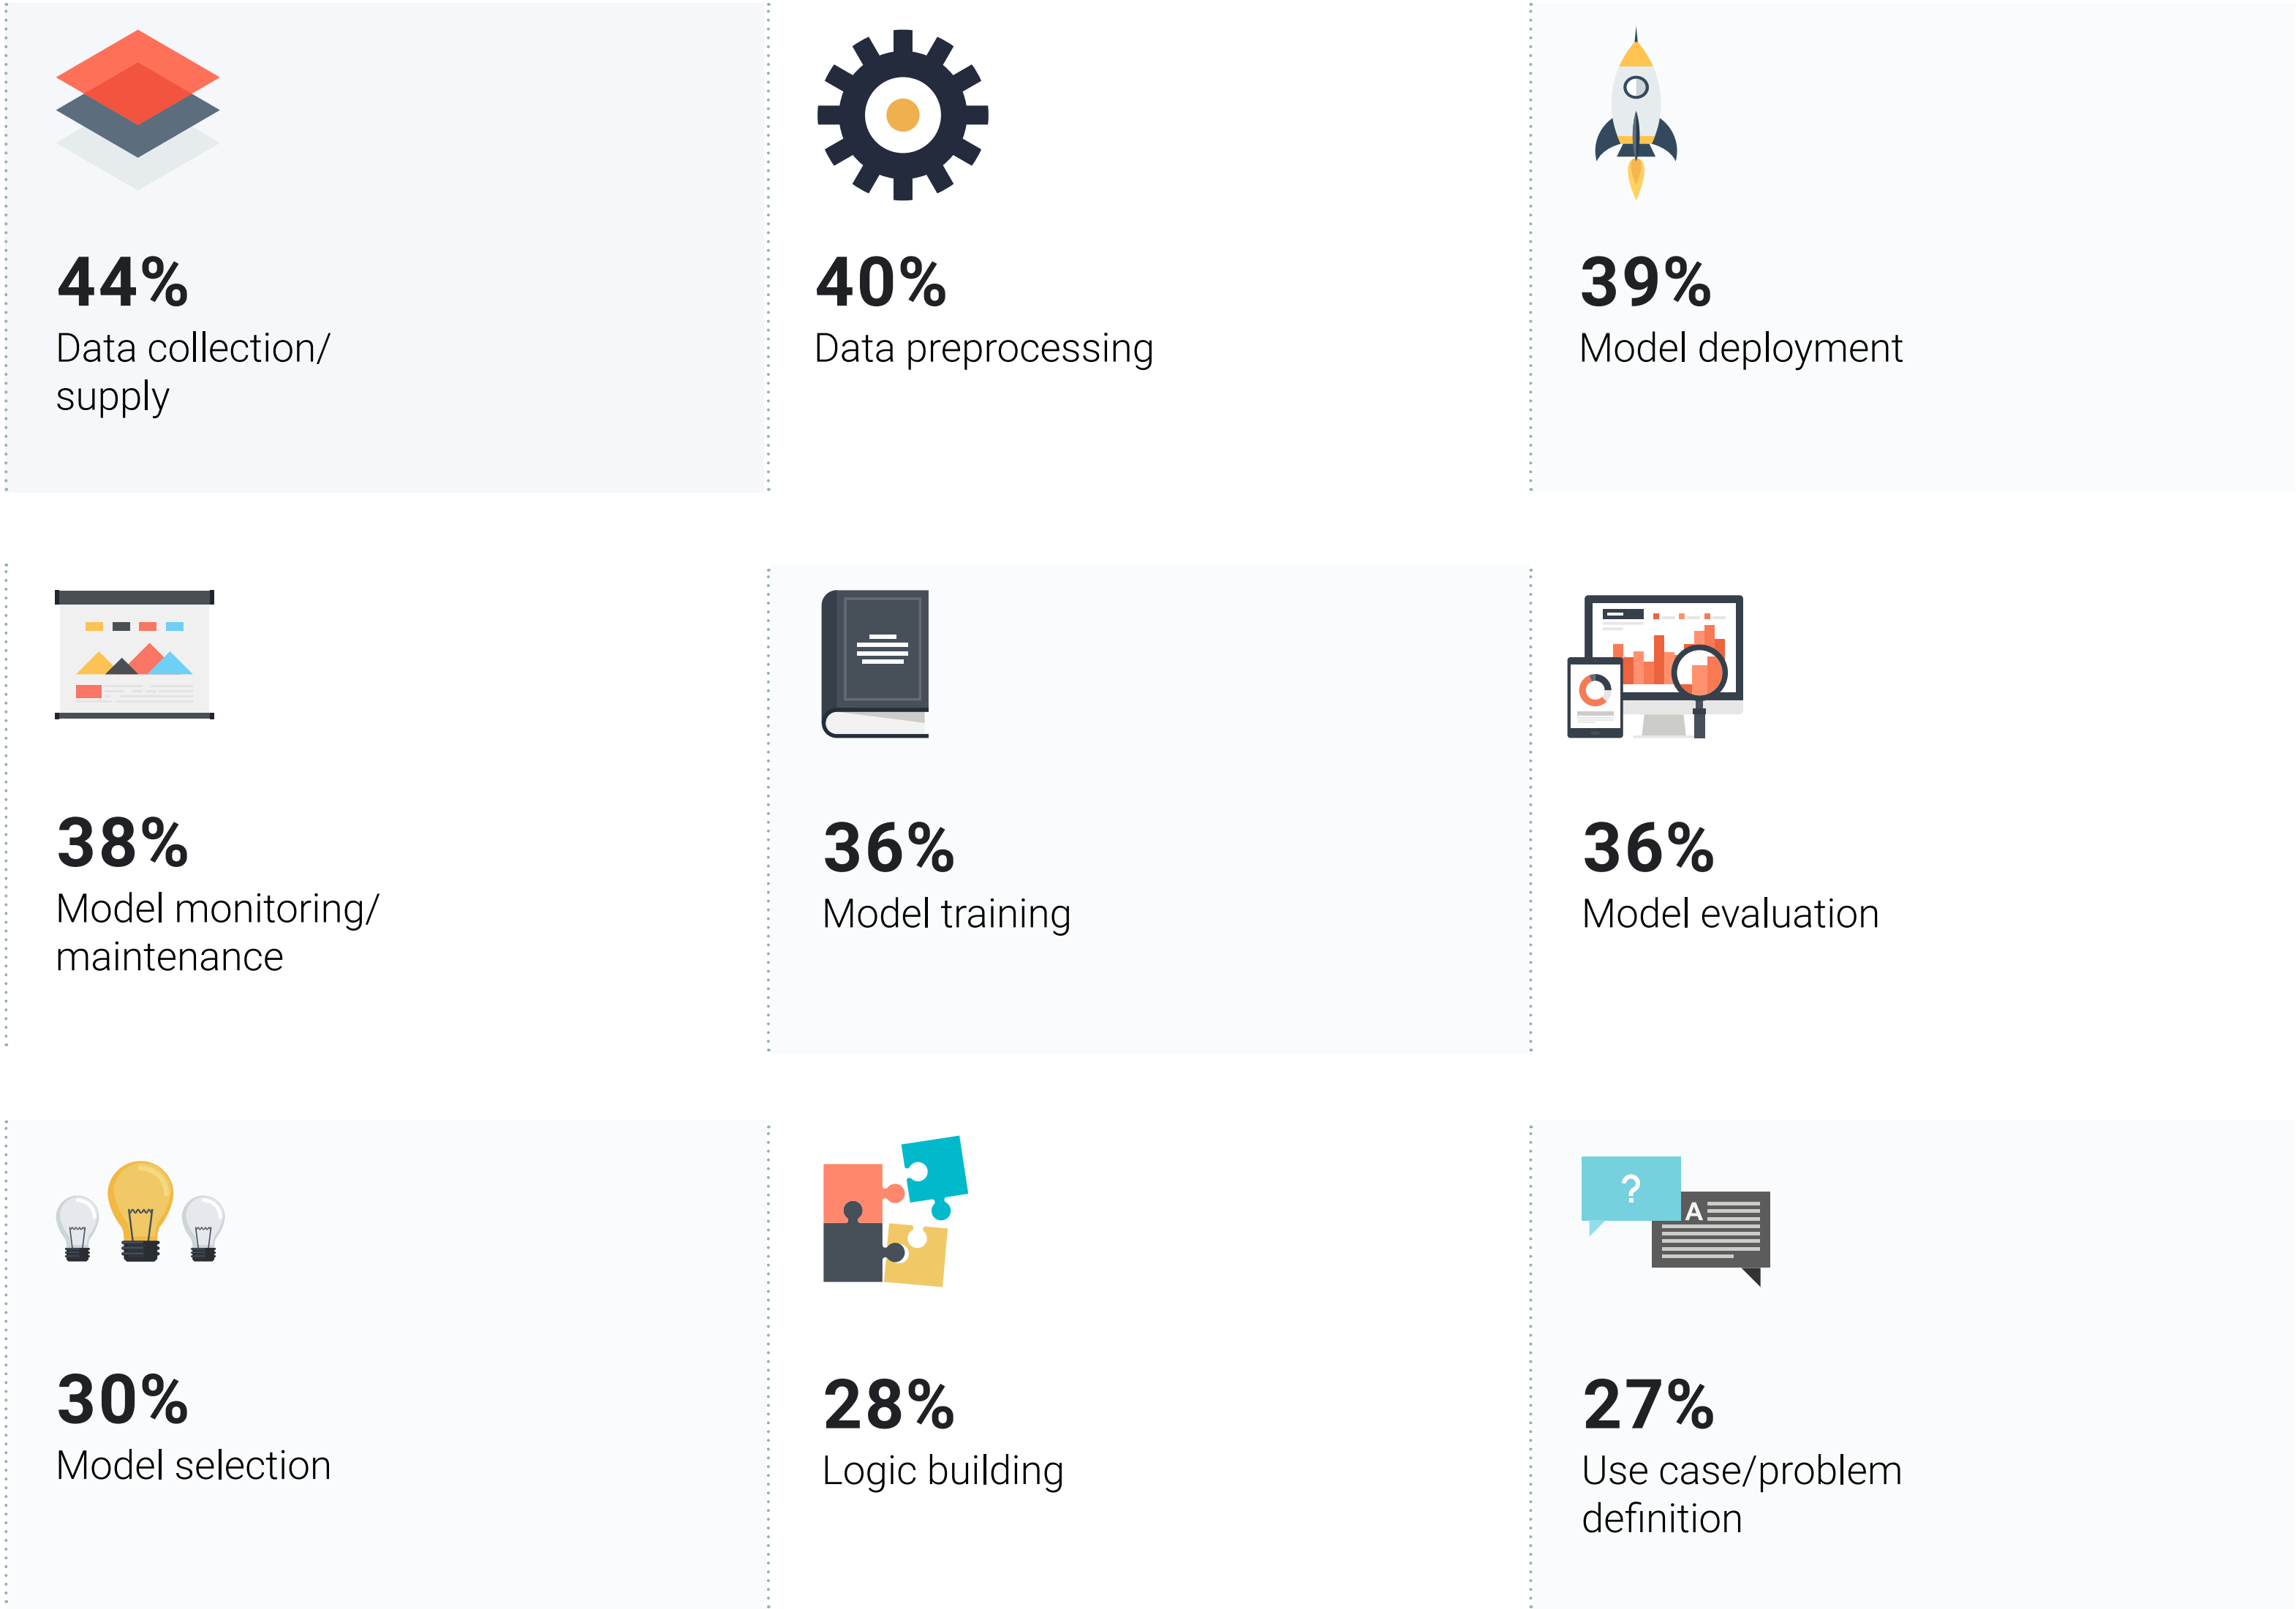 44%
Data collection/
supply
40%
Data preprocessing
39%
Model deployment
38%
Model monitoring/
maintenance
36%
Model training
36%
Model evaluation
30%
Model selection
28%
Logic building
?
A
27%
Use case/problem
definition